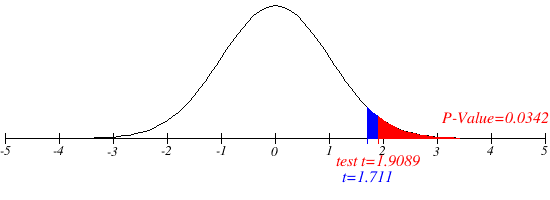 P-Value=0.0342
-5 -4 -3 -2 -1 0 1 2 3 4 5
test t=1.9089
t=1.711